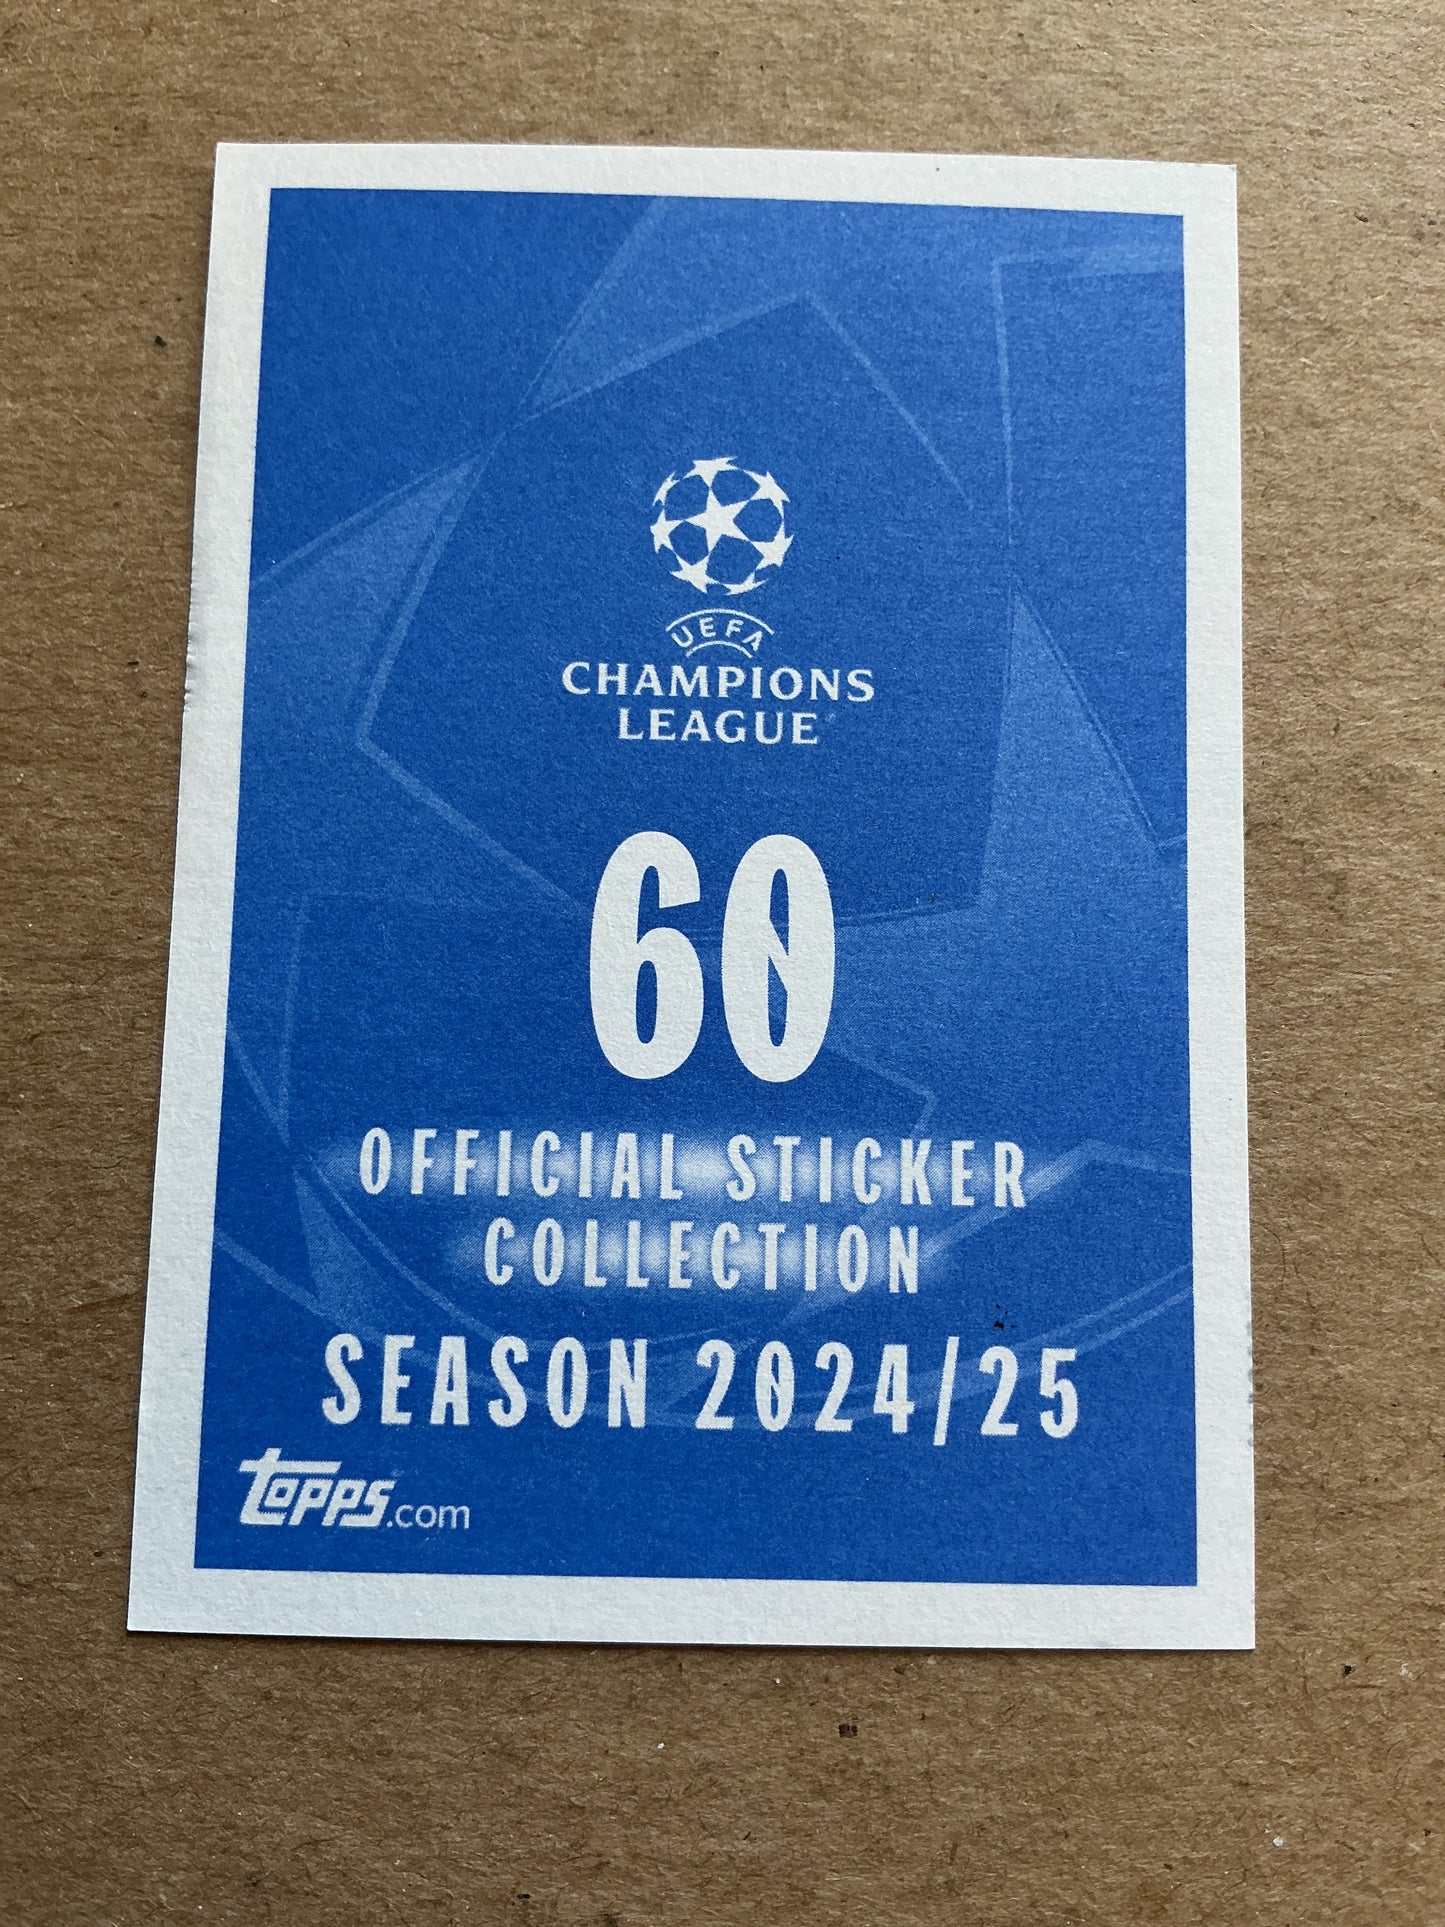 UEFA
CHAMPIONS
LEAGUE
60
OFFICIAL STICKER
COLLECTION
SEASON 2024/25
topps.com